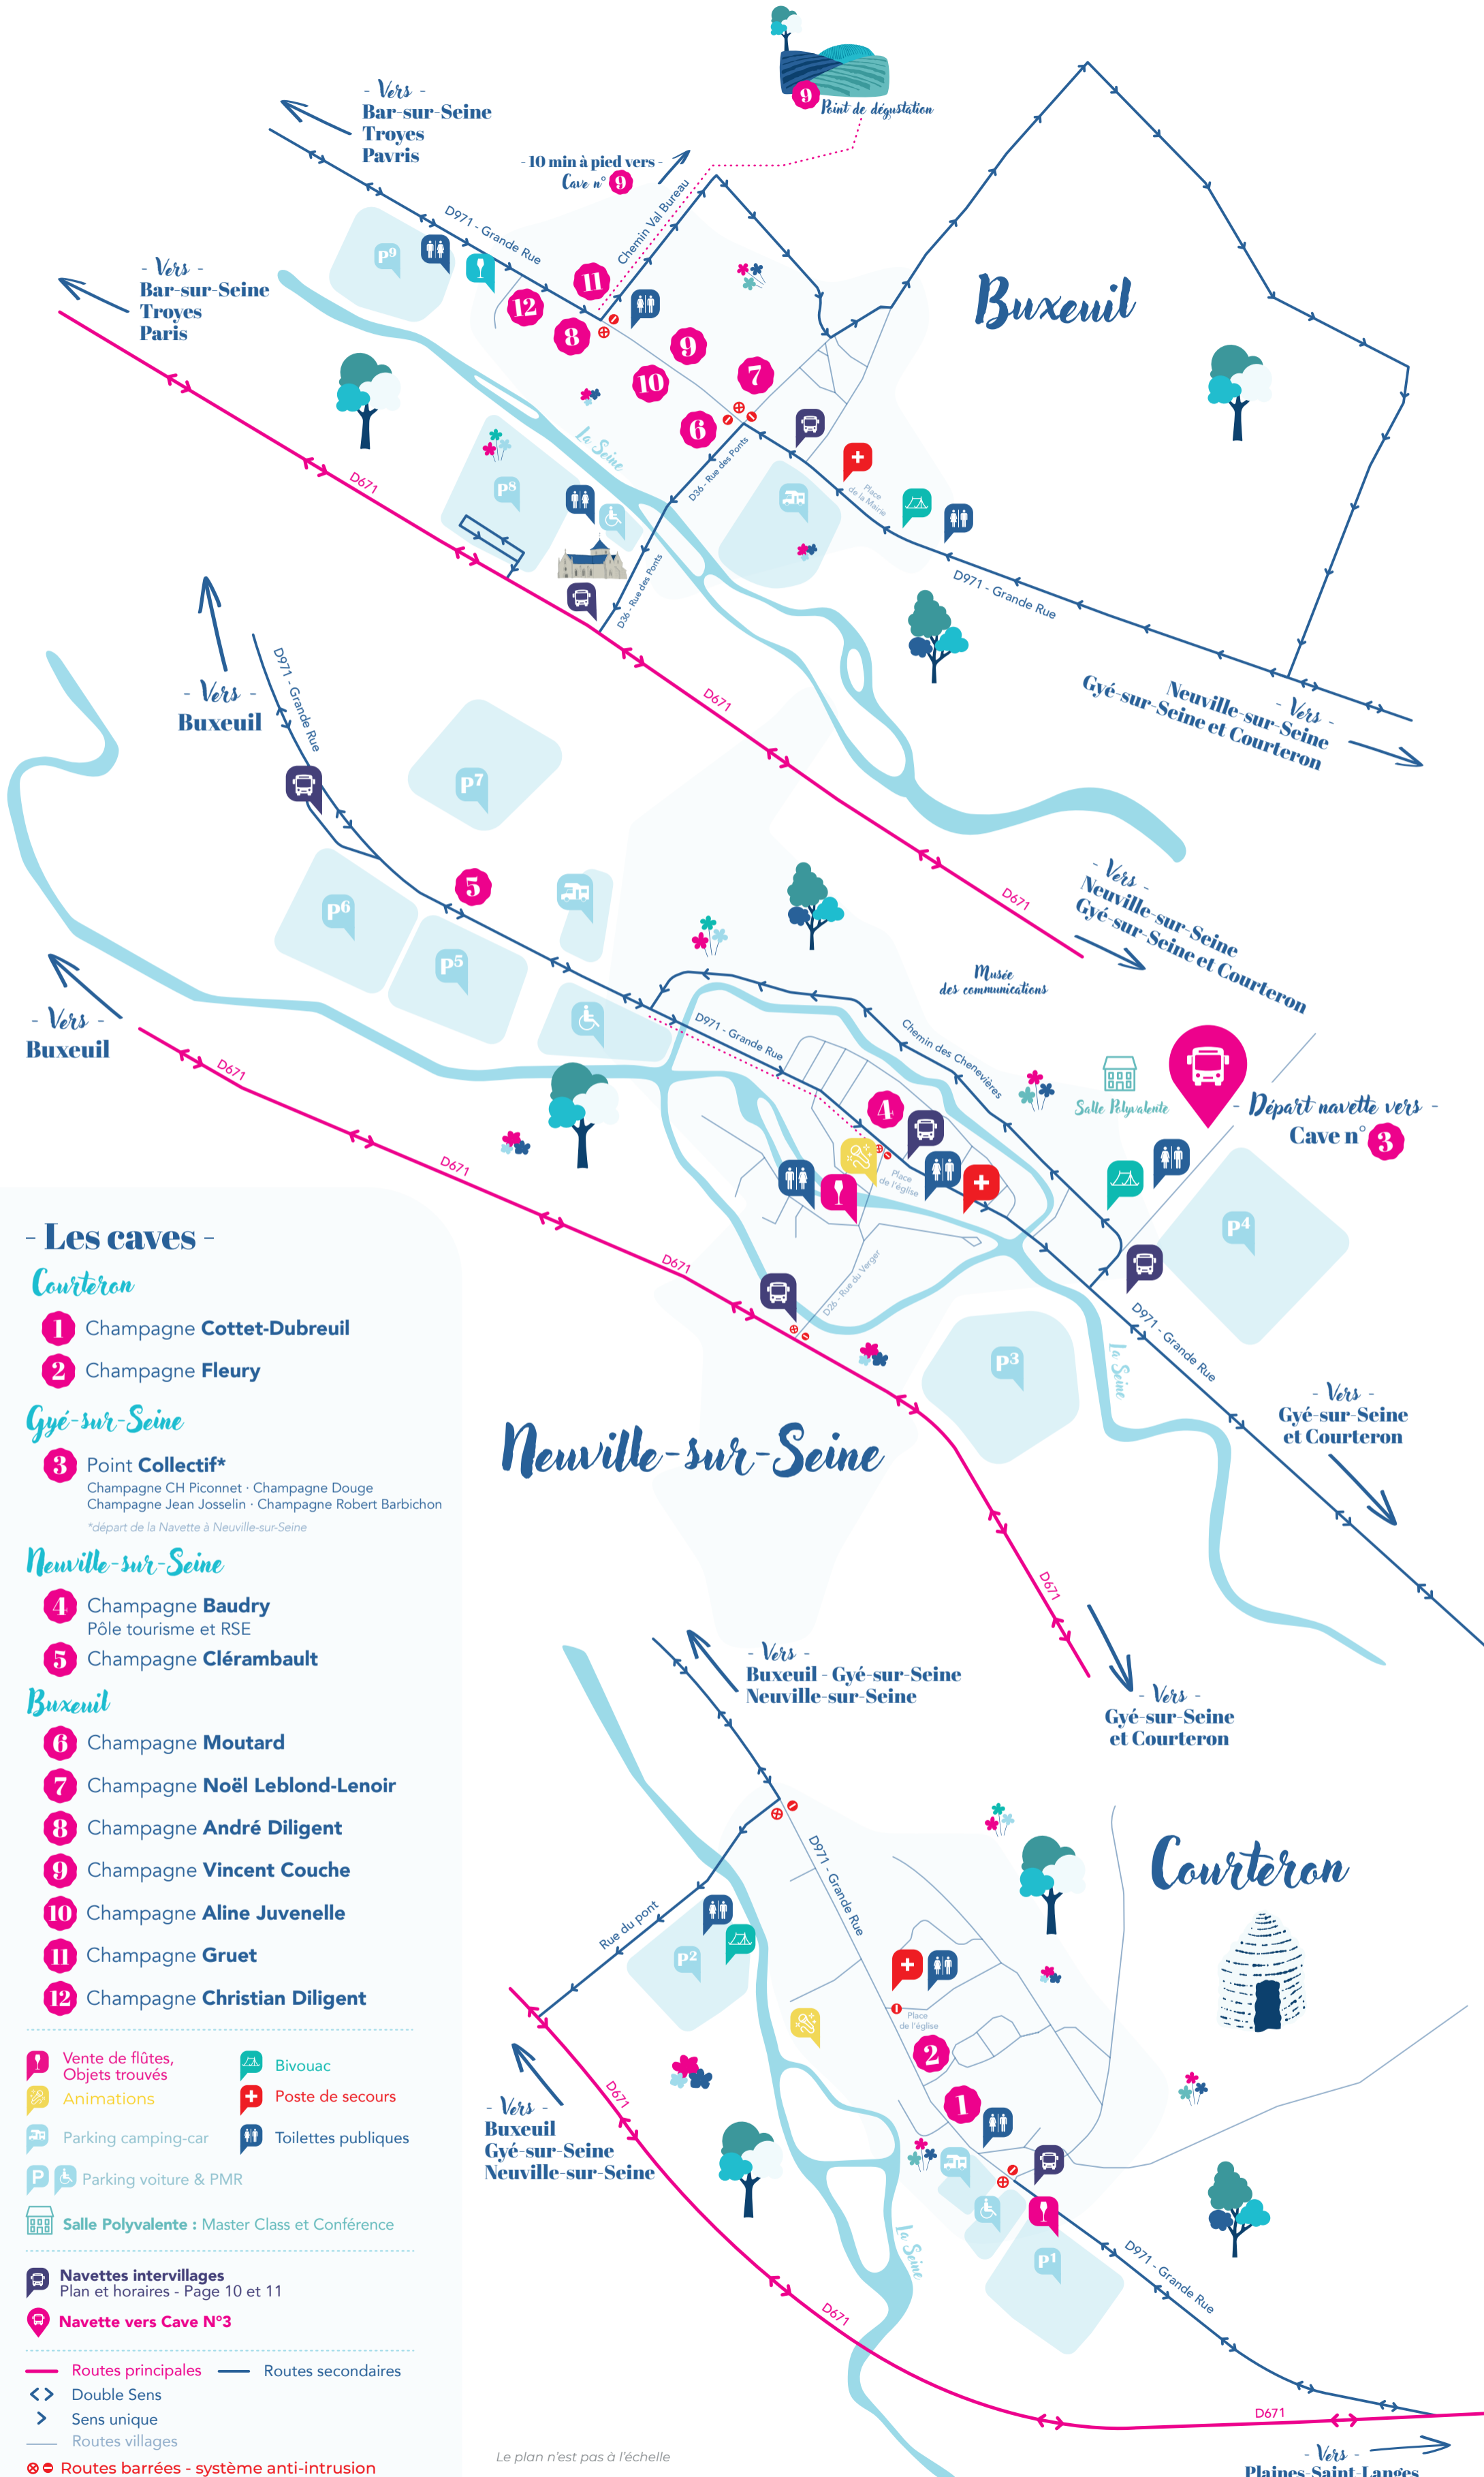 9
Point de dégustation
- Vers -
Bar-sur-Seine
Troyes
Pavris
- 10 min à pied vers -
Cave n° 9
Chemin Val Bureau
D971 - Grande Rue
P9
Buxeuil
- Vers -
Bar-sur-Seine
Troyes
Paris
11
12
8
9
10
7
6
La Seine
D671
P8
D36 - Rue des Ponts
D36 - Rue des Ponts
Place
de la Mairie
D971 - Grande Rue
- Vers -
Neuville-sur-Seine
Gyé-sur-Seine et Courteron
- Vers -
Buxeuil
D971 - Grande Rue
D671
P7
D671
- Vers -
Neuville-sur-Seine
Gyé-sur-Seine et Courteron
5
P6
P5
Musée
des communications
- Vers -
Buxeuil
D671
D971 - Grande Rue
Chemin des Chenevières
Salle Polyvalente
- Départ navette vers -
Cave n° 3
4
Place
de l'église
D671
P4
D671
D26 - Rue du Verger
P3
La Seine
D971 - Grande Rue
- Vers -
Gyé-sur-Seine
et Courteron
Neuville-sur-Seine
D671
- Vers -
Gyé-sur-Seine
et Courteron
- Les caves -
Courteron
1 Champagne Cottet-Dubreuil
2 Champagne Fleury
Gyé-sur-Seine
3 Point Collectif*
Champagne CH Piconnet · Champagne Douge
Champagne Jean Josselin · Champagne Robert Barbichon
*départ de la Navette à Neuville-sur-Seine
Neuville-sur-Seine
4 Champagne Baudry
Pôle tourisme et RSE
5 Champagne Clérambault
Buxeuil
6 Champagne Moutard
7 Champagne Noël Leblond-Lenoir
8 Champagne André Diligent
9 Champagne Vincent Couche
10 Champagne Aline Juvenelle
11 Champagne Gruet
12 Champagne Christian Diligent
Vente de flûtes,
Objets trouvés
Bivouac
Animations
Poste de secours
Parking camping-car
Toilettes publiques
P Parking voiture & PMR
Salle Polyvalente : Master Class et Conférence
Navettes intervillages
Plan et horaires - Page 10 et 11
Navette vers Cave N°3
Routes principales
Routes secondaires
Double Sens
Sens unique
Routes villages
Routes barrées - système anti-intrusion
- Vers -
Buxeuil - Gyé-sur-Seine
Neuville-sur-Seine
Courteron
D971 - Grande Rue
Rue du pont
P2
Place
de l'église
2
1
D671
- Vers -
Buxeuil
Gyé-sur-Seine
Neuville-sur-Seine
La Seine
P1
D971 - Grande Rue
D671
D671
Le plan n'est pas à l'échelle
- Vers -
Plaines-Saint-Langes